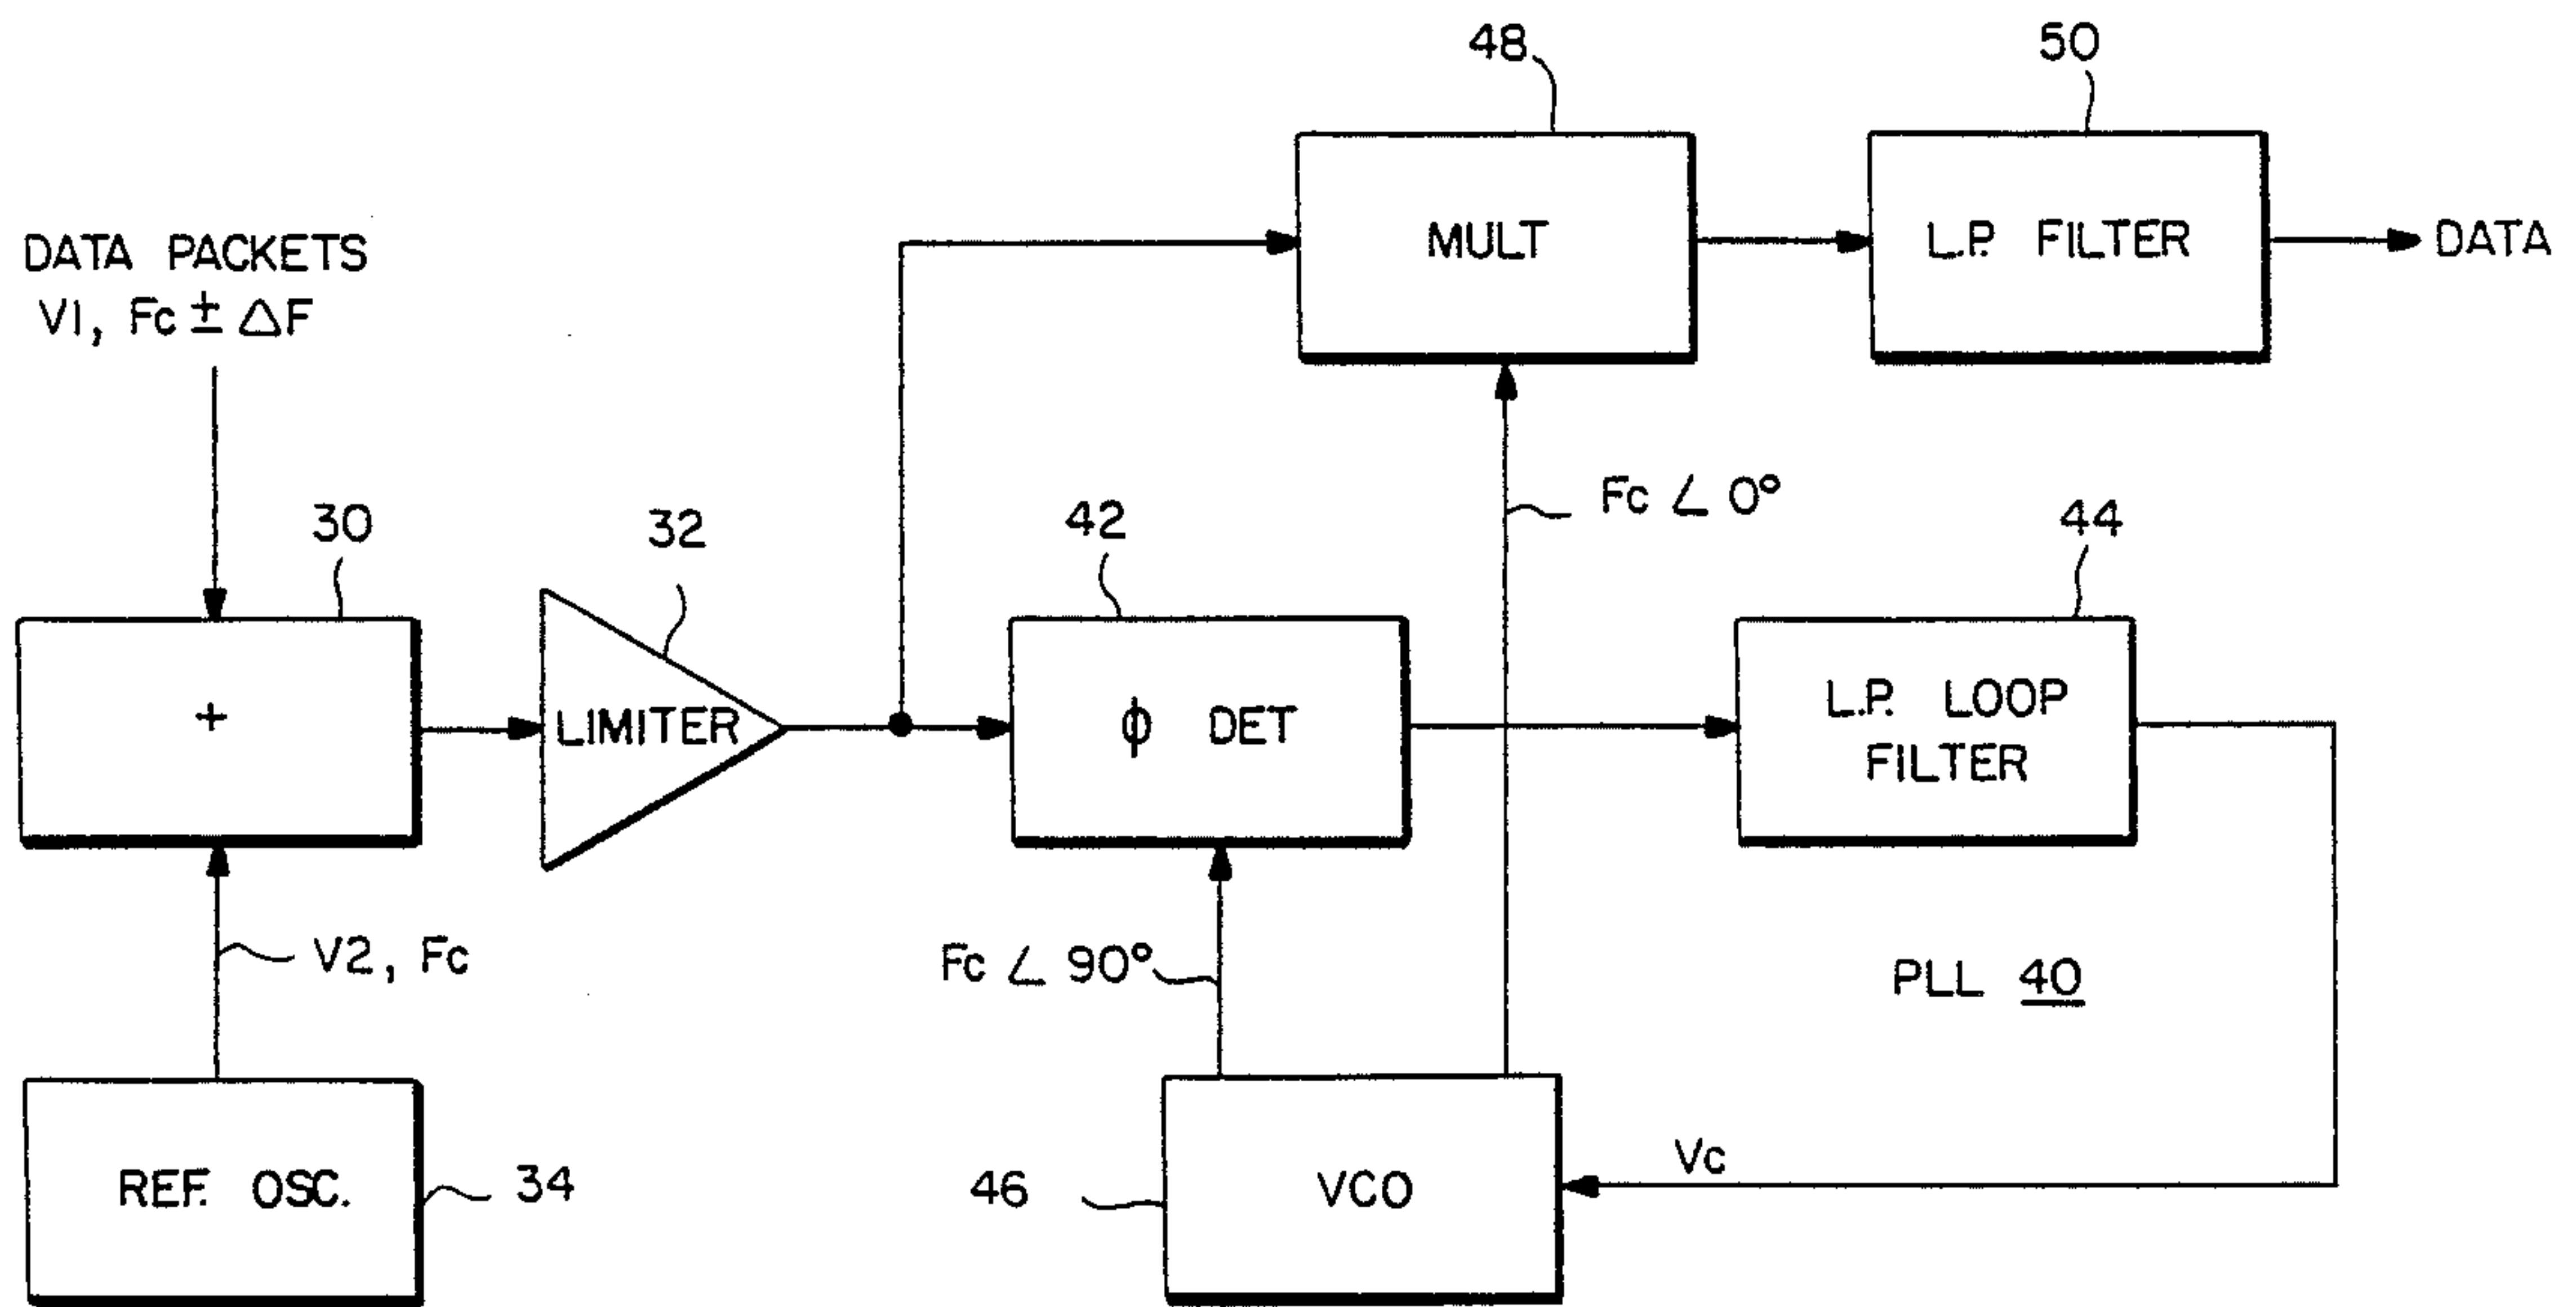 48
50
DATA PACKETS
V1, Fc ± △F
MULT
L.P. FILTER
DATA
30
32
42
Fc ∠ 0°
44
+
LIMITER
ϕ DET
L.P. LOOP
FILTER
V2, Fc
Fc ∠ 90°
PLL 40
REF. OSC.
34
46
VCO
Vc